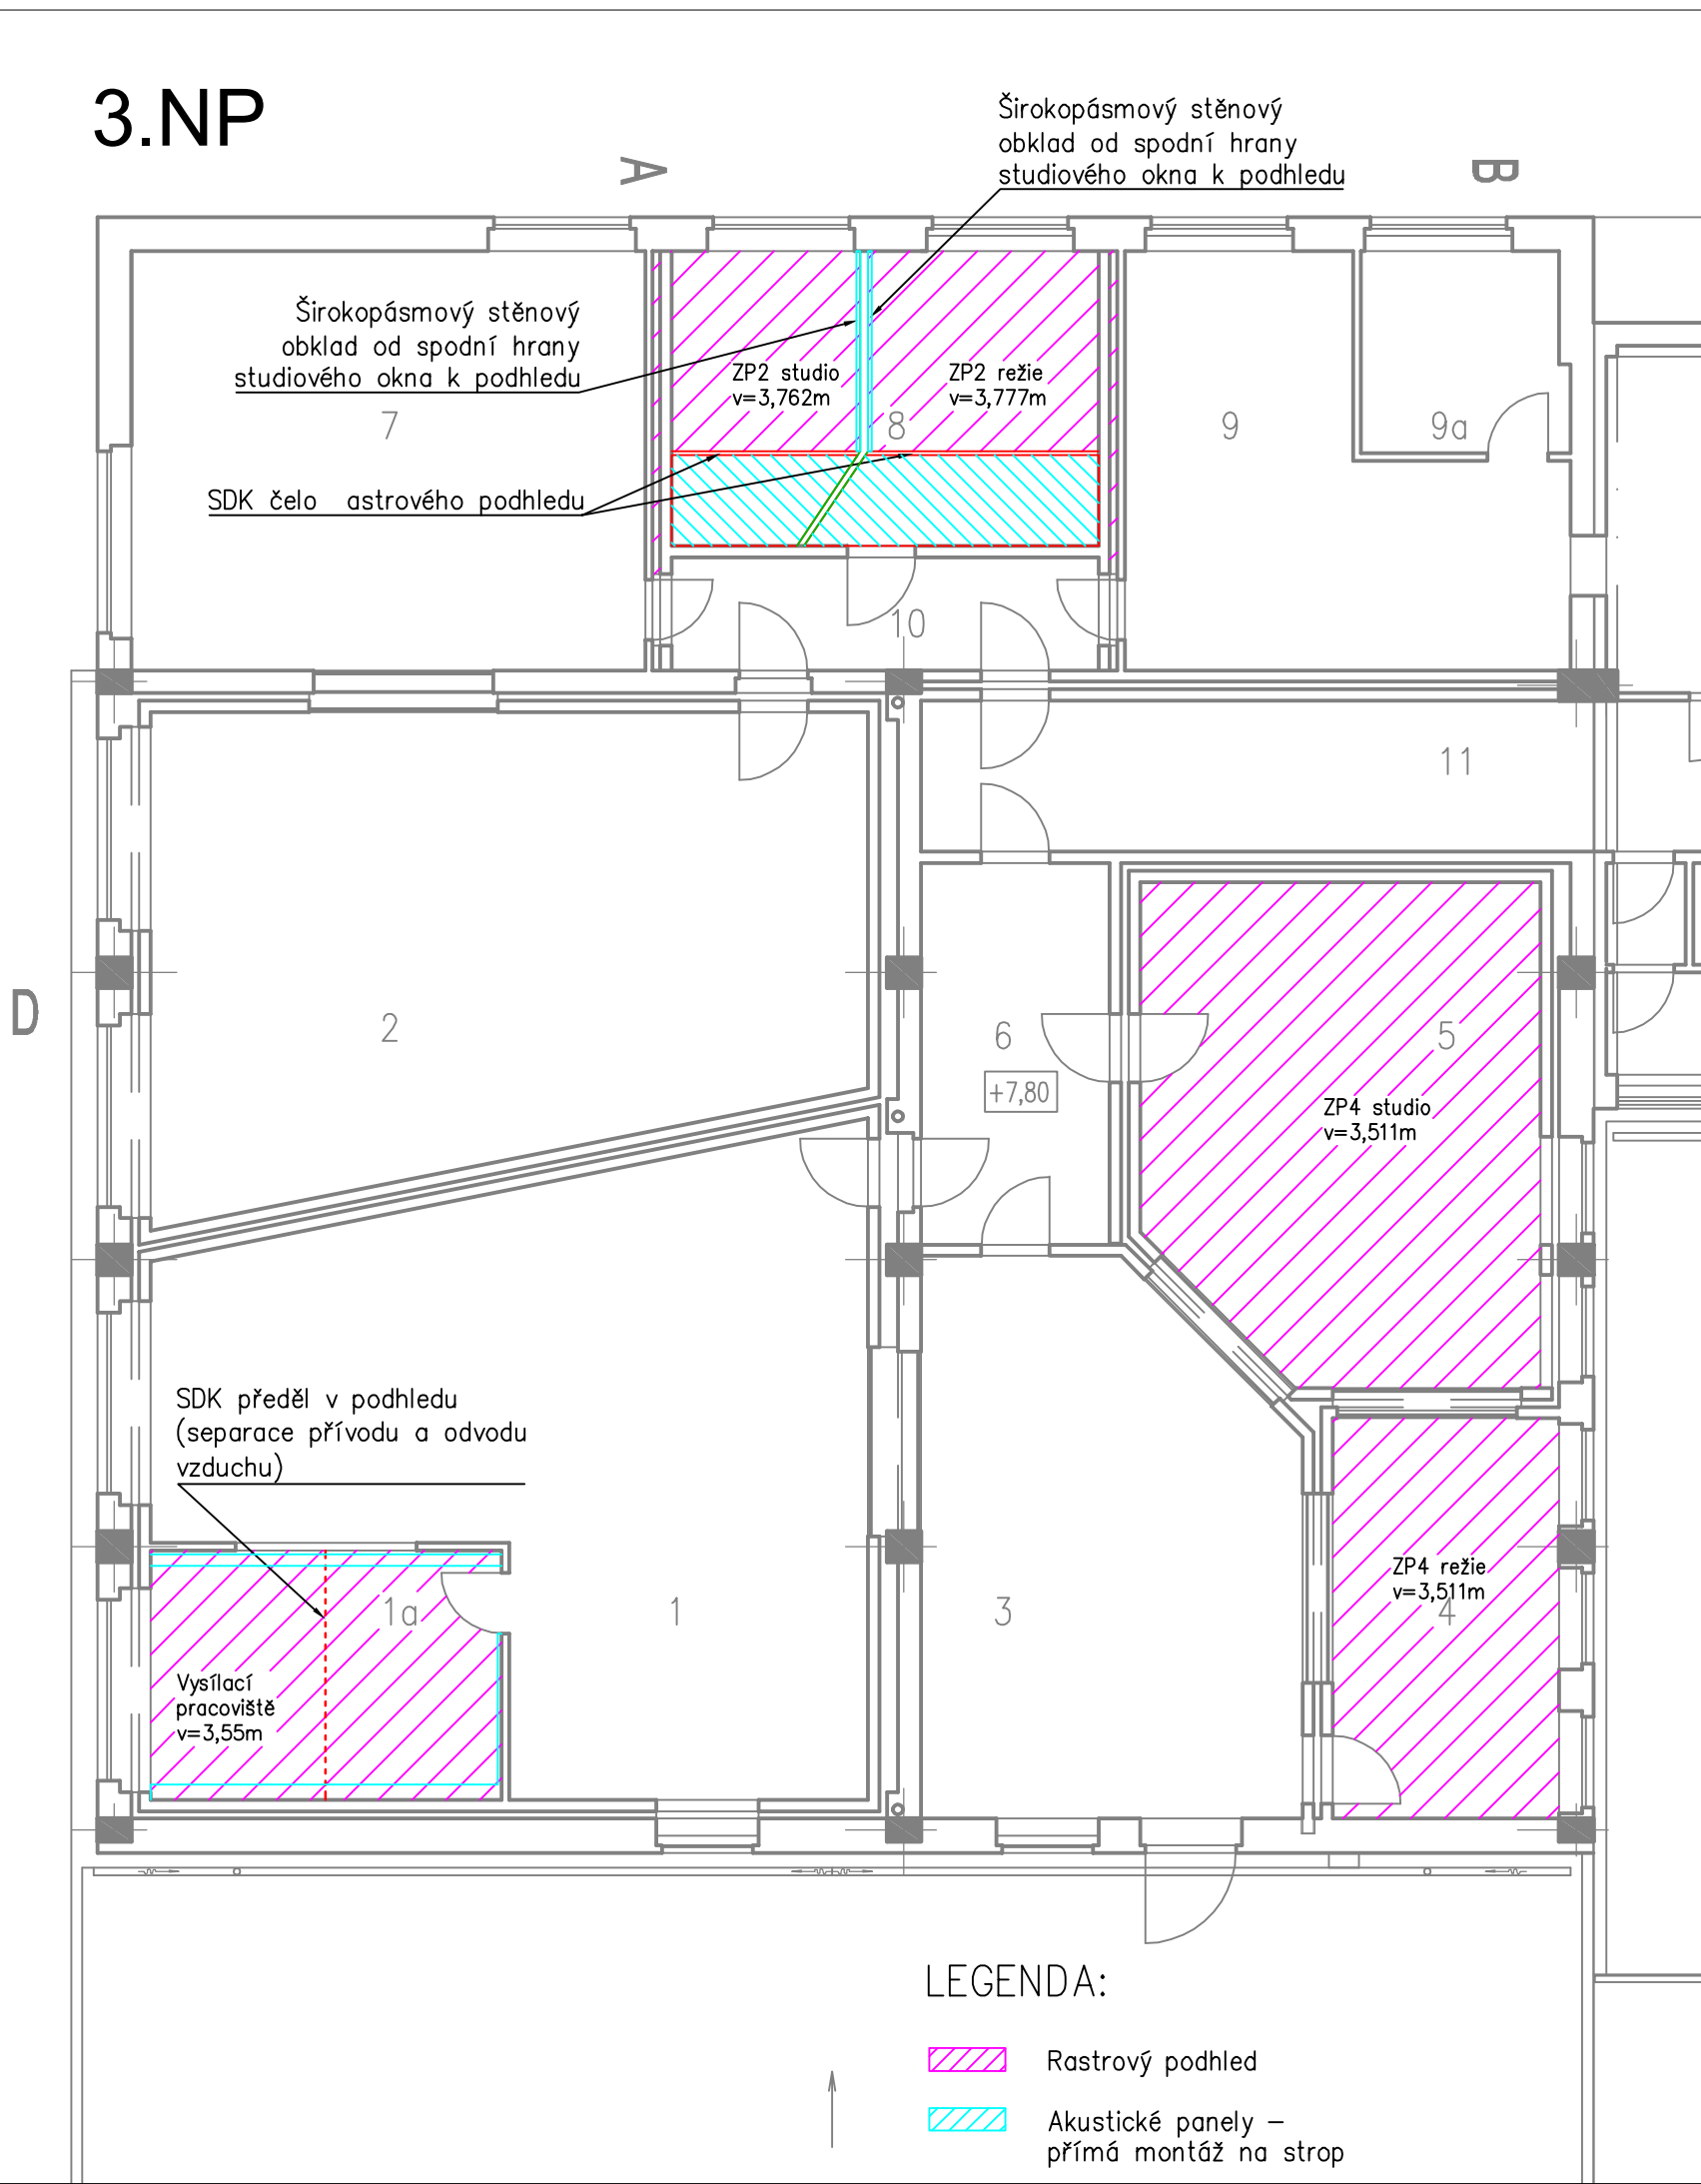 3.NP
Širokopásmový stěnový
obklad od spodní hrany
studiového okna k podhledu
A
B
Širokopásmový stěnový
obklad od spodní hrany
studiového okna k podhledu
ZP2 studio
v=3,762m
ZP2 režie
v=3,777m
7
8
9
9a
SDK čelo astrového podhledu
10
11
2
D
6
+7,80
5
ZP4 studio
v=3,511m
SDK předěl v podhledu
(separace přívodu a odvodu
vzduchu)
ZP4 režie
v=3,511m
1a
1
3
4
Vysílací
pracoviště
v=3,55m
LEGENDA:
Rastrový podhled
Akustické panely –
přímá montáž na strop